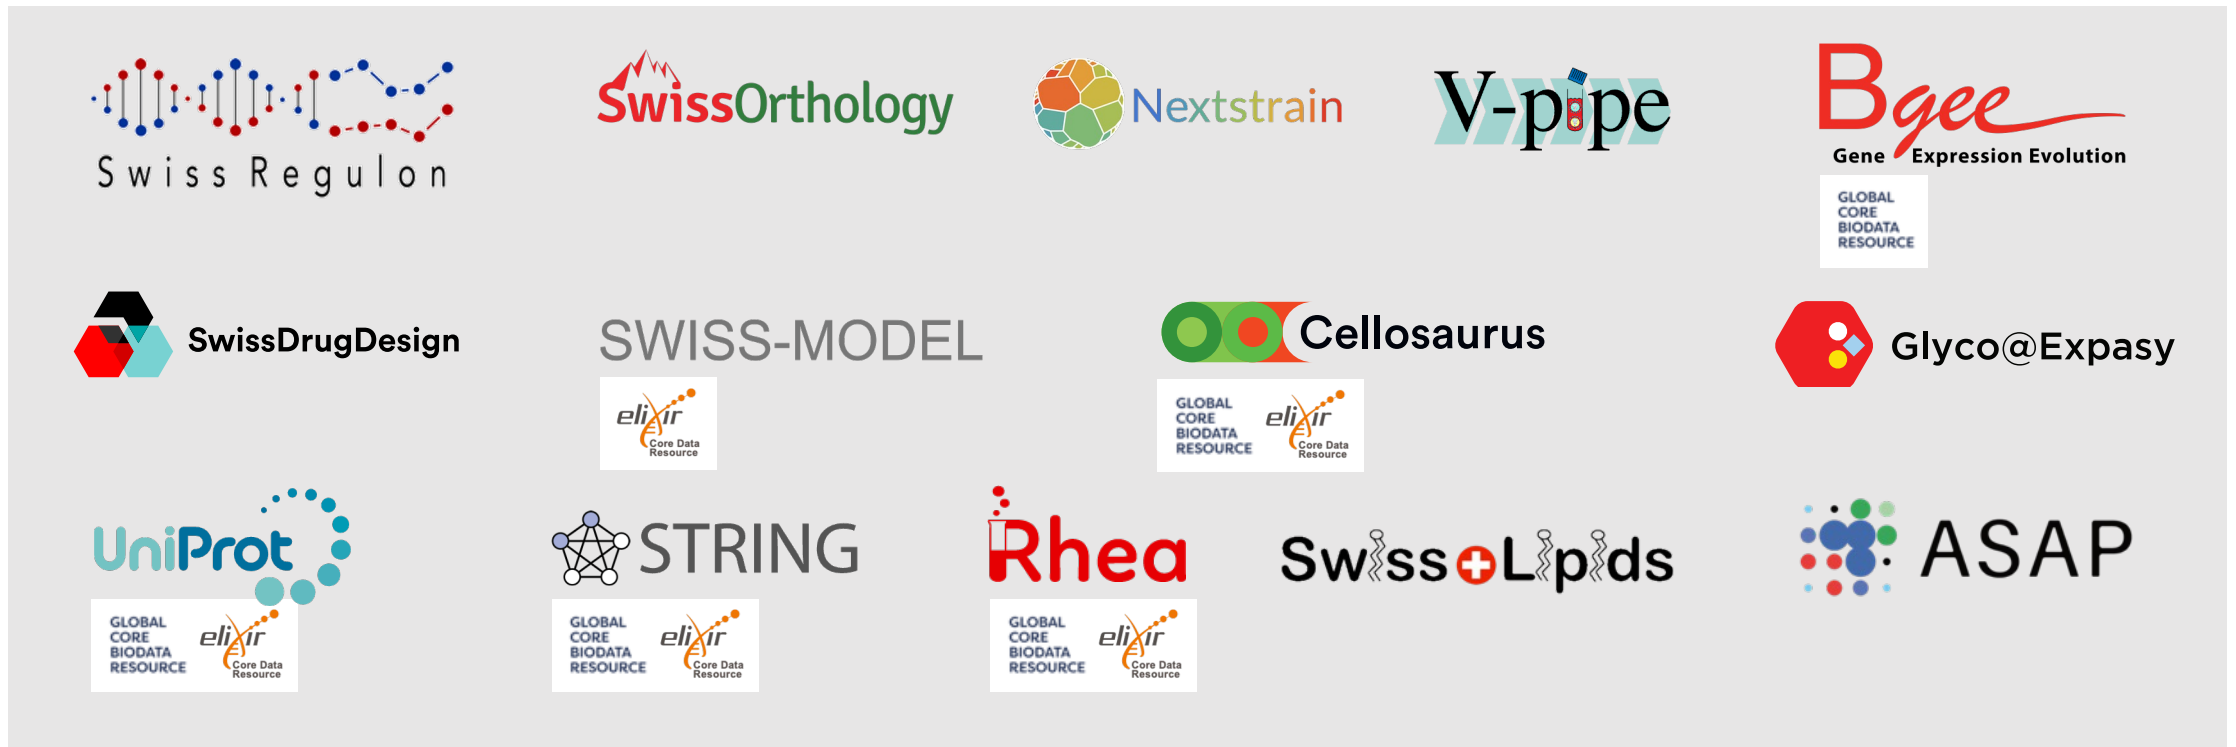 Swiss Regulon
SwissOrthology
Nextstrain
V-pipe
Bgee
Gene Expression Evolution
GLOBAL
CORE
BIODATA
RESOURCE
SwissDrugDesign
SWISS-MODEL
elixir
Core Data
Resource
Cellosaurus
GLOBAL
CORE
BIODATA
RESOURCE
elixir
Core Data
Resource
Glyco@Expasy
UniProt
GLOBAL
CORE
BIODATA
RESOURCE
elixir
Core Data
Resource
STRING
GLOBAL
CORE
BIODATA
RESOURCE
elixir
Core Data
Resource
Rhea
GLOBAL
CORE
BIODATA
RESOURCE
elixir
Core Data
Resource
SwissLipids
ASAP